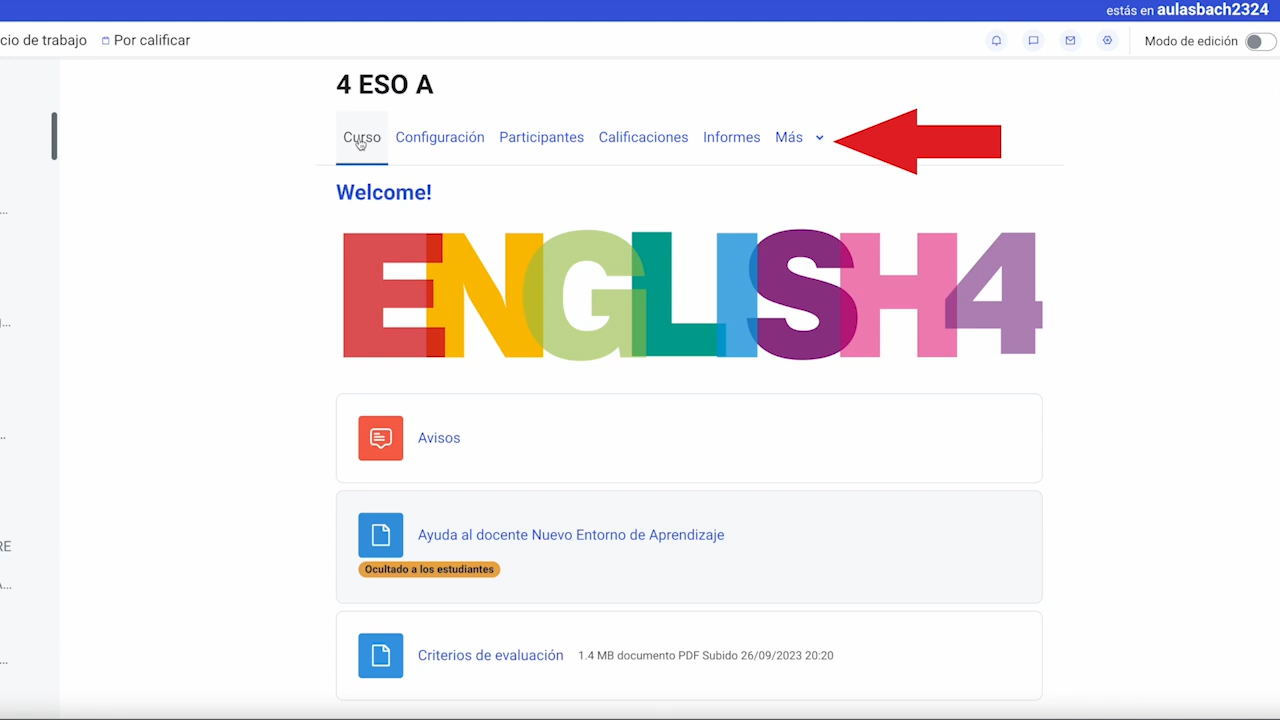 estás en aulasbach2324
cio de trabajo Por calificar Modo de edición
4 ESO A
Curso Configuración Participantes Calificaciones Informes Más
Welcome!
ENGLISH4
Avisos
Ayuda al docente Nuevo Entorno de Aprendizaje
Ocultado a los estudiantes
RE
Criterios de evaluación 1.4 MB documento PDF Subido 26/09/2023 20:20